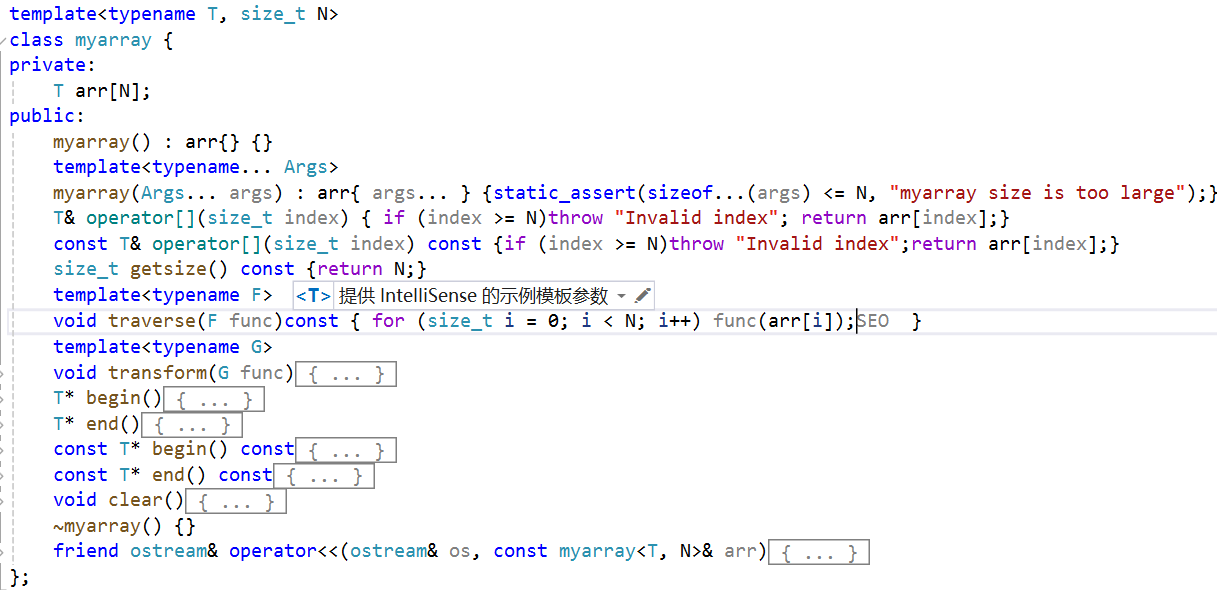 template<typename T, size_t N>
class myarray {
private:
    T arr[N];
public:
    myarray() : arr{} {}
    template<typename... Args>
    myarray(Args... args) : arr{ args... } {static_assert(sizeof...(args) <= N, "myarray size is too large");}
    T& operator[](size_t index) { if (index >= N)throw "Invalid index"; return arr[index];}
    const T& operator[](size_t index) const {if (index >= N)throw "Invalid index";return arr[index];}
    size_t getsize() const {return N;}
    template<typename F> <T> 提供 IntelliSense 的示例模板参数
    void traverse(F func)const { for (size_t i = 0; i < N; i++) func(arr[i]);SEO  }
    template<typename G>
    void transform(G func){ ... }
    T* begin(){ ... }
    T* end(){ ... }
    const T* begin() const{ ... }
    const T* end() const{ ... }
    void clear(){ ... }
    ~myarray() {}
    friend ostream& operator<<(ostream& os, const myarray<T, N>& arr){ ... }
};